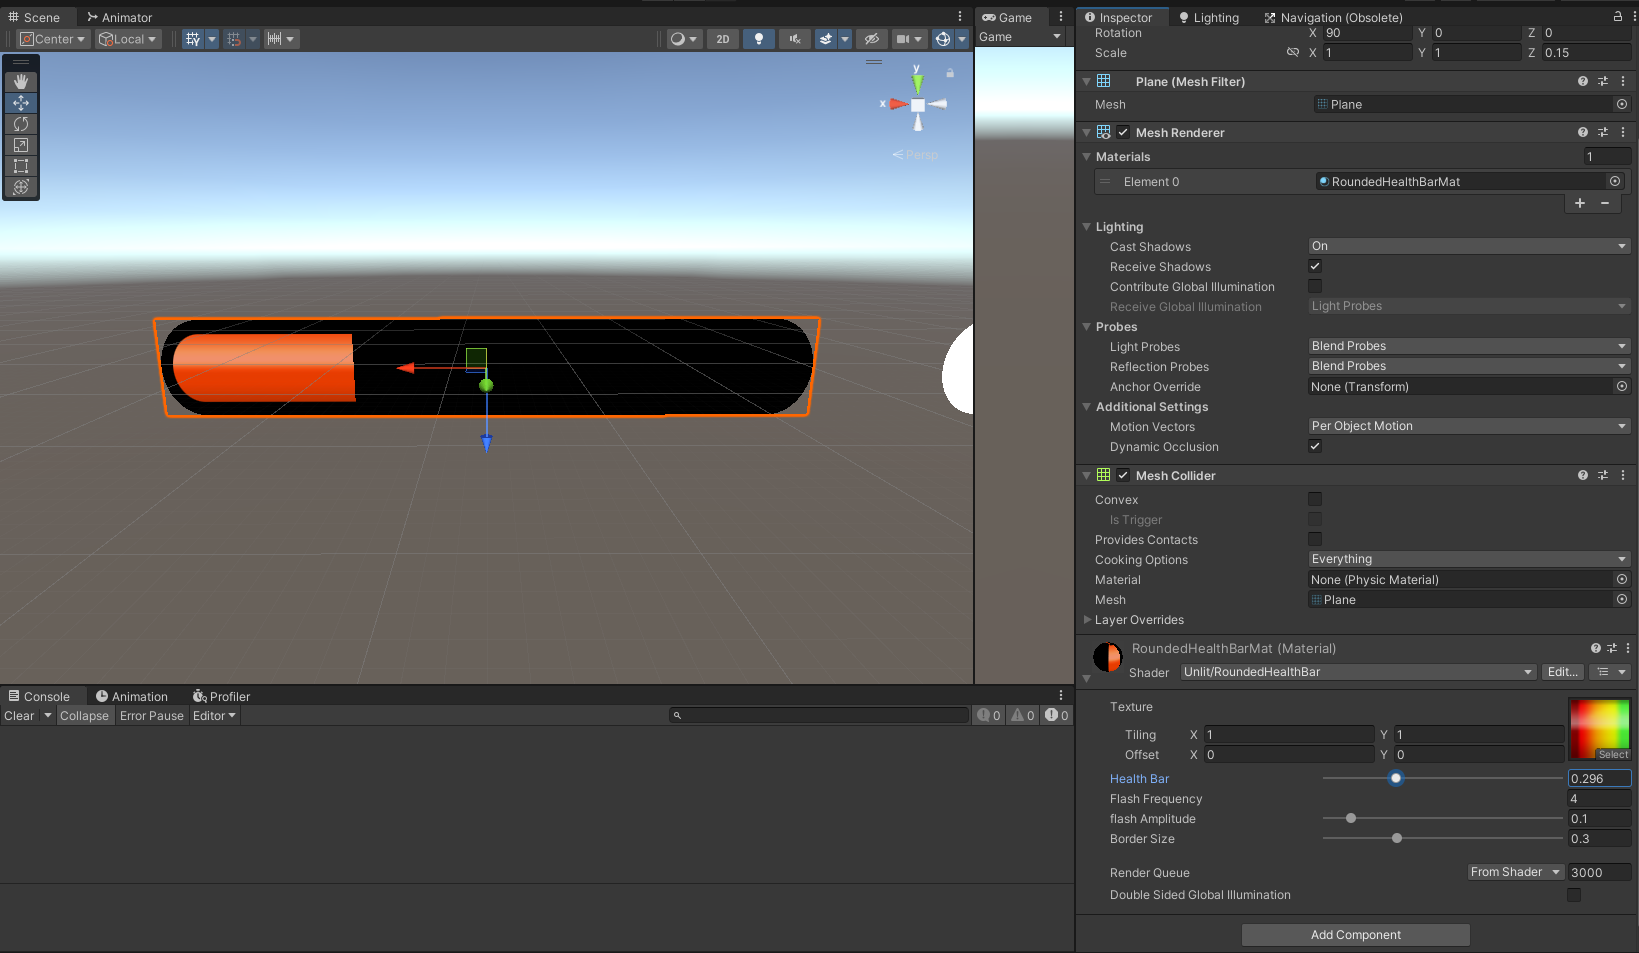 Scene
Animator
Center
Local
2D
y
x
Persp
Game
Game
Inspector
Lighting
Navigation (Obsolete)
Rotation X 90 Y 0 Z 0
Scale X 1 Y 1 Z 0.15
Plane (Mesh Filter)
Mesh Plane
Mesh Renderer
Materials 1
Element 0 RoundedHealthBarMat
+ −
Lighting
Cast Shadows On
Receive Shadows
Contribute Global Illumination
Receive Global Illumination Light Probes
Probes
Light Probes Blend Probes
Reflection Probes Blend Probes
Anchor Override None (Transform)
Additional Settings
Motion Vectors Per Object Motion
Dynamic Occlusion
Mesh Collider
Convex
Is Trigger
Provides Contacts
Cooking Options Everything
Material None (Physic Material)
Mesh Plane
Layer Overrides
RoundedHealthBarMat (Material)
Shader Unlit/RoundedHealthBar Edit...
Texture
Tiling X 1 Y 1
Offset X 0 Y 0
Select
Health Bar 0.296
Flash Frequency 4
flash Amplitude 0.1
Border Size 0.3
Render Queue From Shader 3000
Double Sided Global Illumination
Add Component
Console
Animation
Profiler
Clear
Collapse
Error Pause
Editor
0
0
0